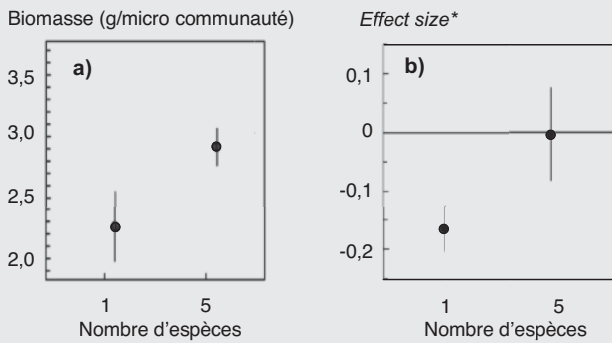 Biomasse (g/micro communauté)
a)
3,5
3,0
2,5
2,0
1 5
Nombre d'espèces
Effect size*
b)
0,1
0
-0,1
-0,2
1 5
Nombre d'espèces